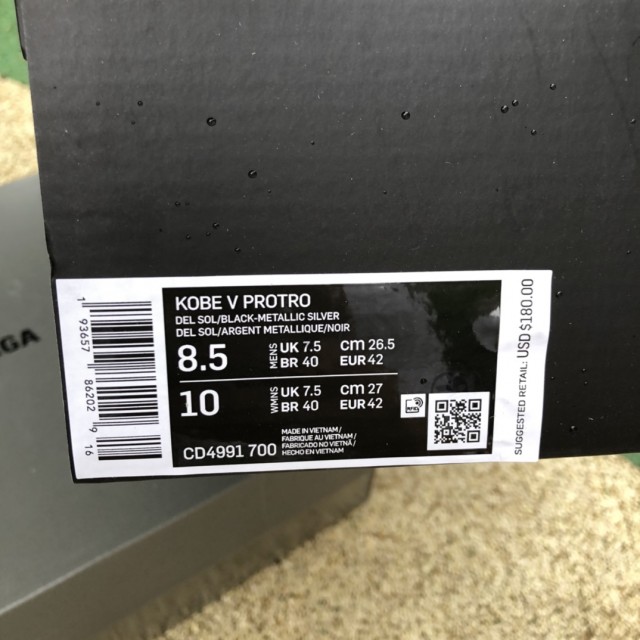 KOBE V PROTRO
DEL SOL/BLACK-METALLIC SILVER
DEL SOL/ARGENT METALLIQUE/NOIR
8.5 MENS UK 7.5 cm 26.5
BR 40 EUR 42
10 WMNS UK 7.5 cm 27
BR 40 EUR 42
CD4991 700
MADE IN VIETNAM/
FABRIQUE AU VIETNAM/
FABRICADO NO VIETNÃ/
HECHO EN VIETNAM
1 93657 86202 9 16
SUGGESTED RETAIL: USD $180.00